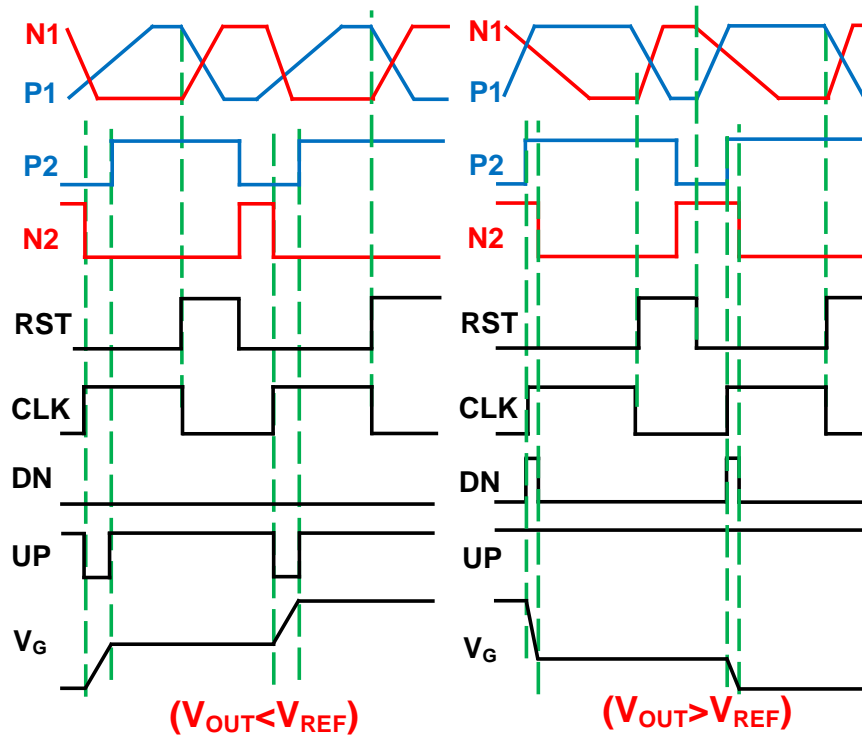 N1
P1
P2
N2
RST
CLK
DN
UP
VG
(VOUT<VREF)
N1
P1
P2
N2
RST
CLK
DN
UP
VG
(VOUT>VREF)